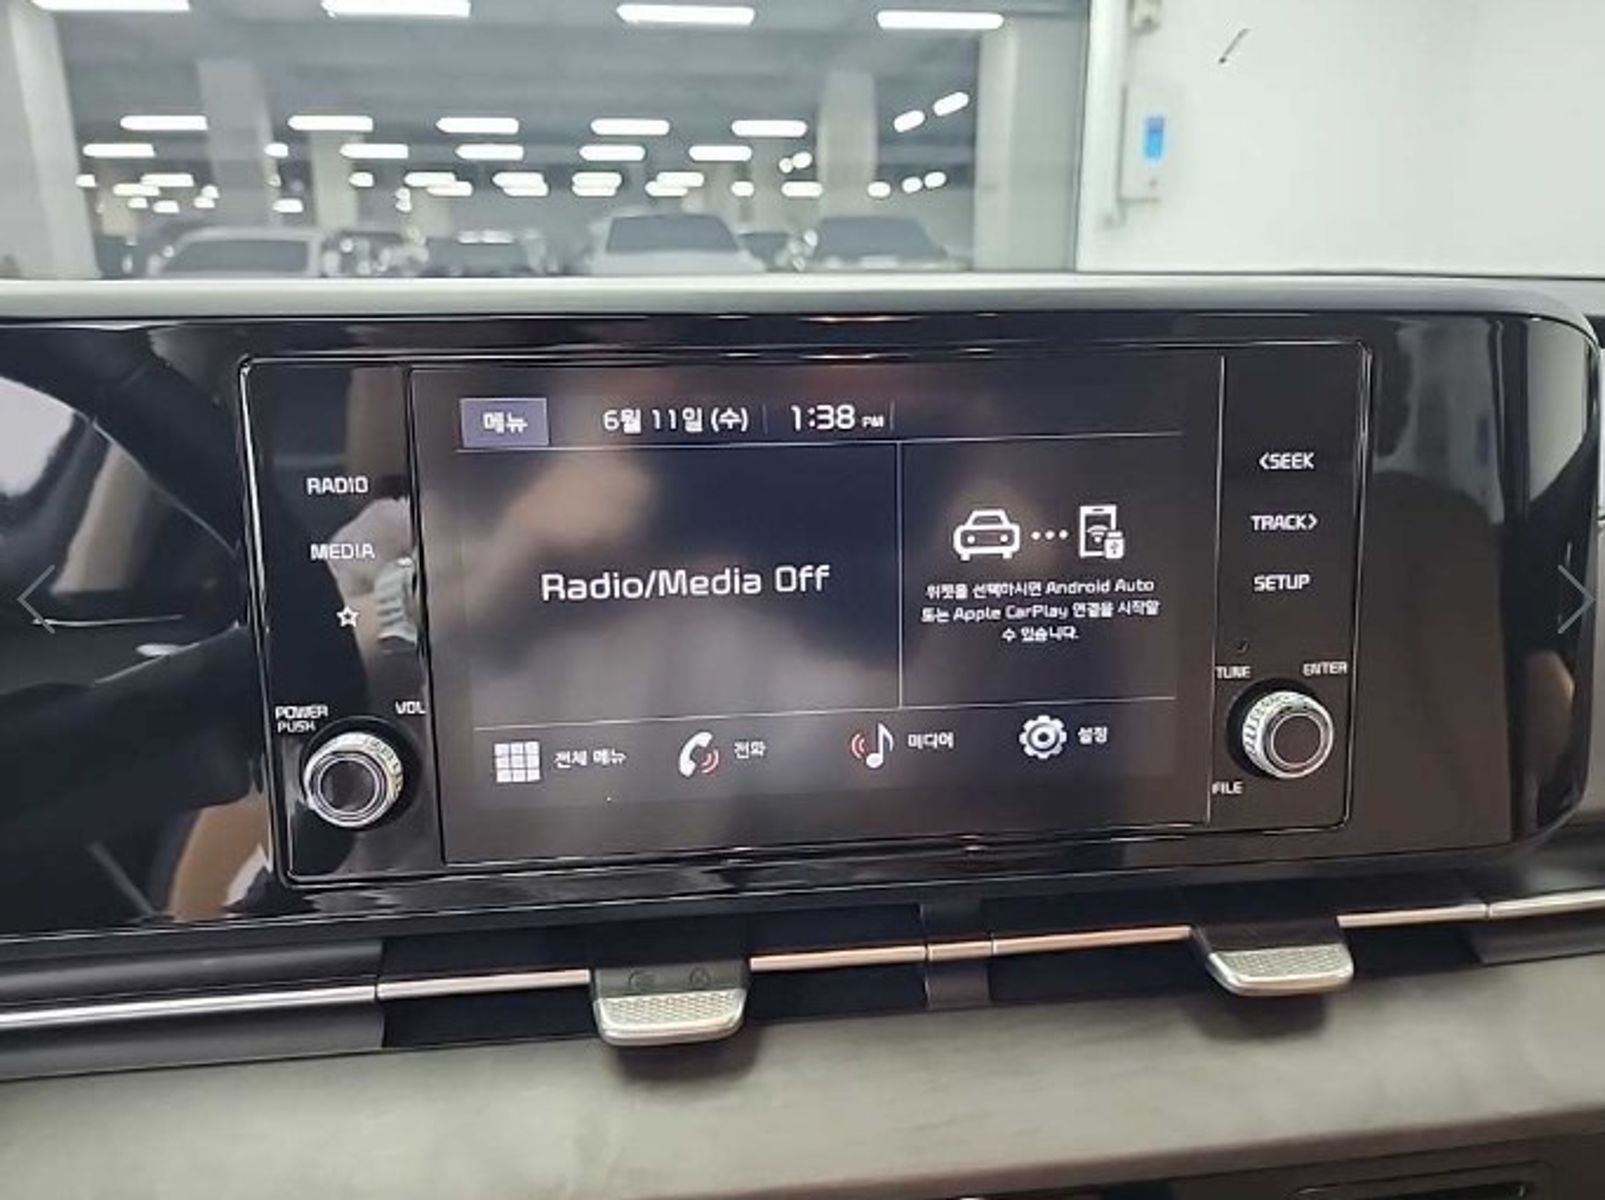 메뉴
6월 11일 (수)
1:38 PM
RADIO
MEDIA
POWER
PUSH
VOL
Radio/Media Off
위젯을 선택하시면 Android Auto
또는 Apple CarPlay 연결을 시작할
수 있습니다.
전체 메뉴
전화
미디어
설정
<SEEK
TRACK>
SETUP
TUNE
ENTER
FILE